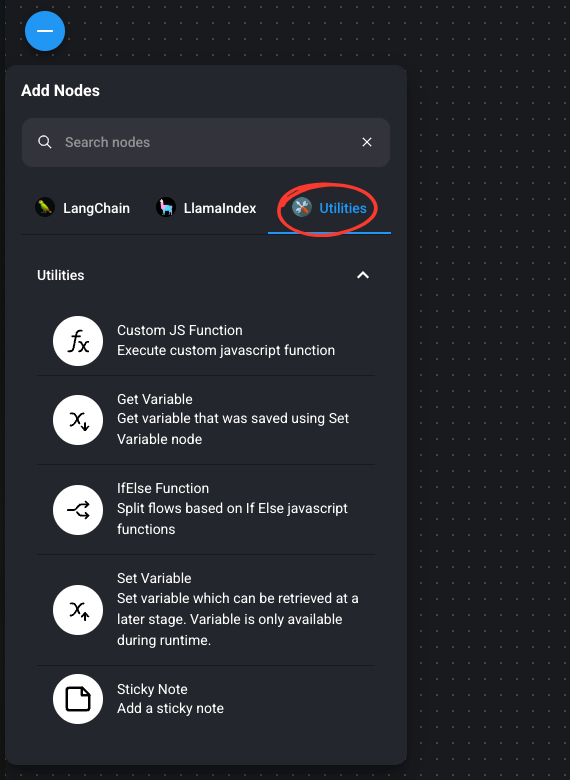 Add Nodes
Search nodes
LangChain
LlamaIndex
Utilities
Utilities
Custom JS Function
Execute custom javascript function
Get Variable
Get variable that was saved using Set
Variable node
IfElse Function
Split flows based on If Else javascript
functions
Set Variable
Set variable which can be retrieved at a
later stage. Variable is only available
during runtime.
Sticky Note
Add a sticky note